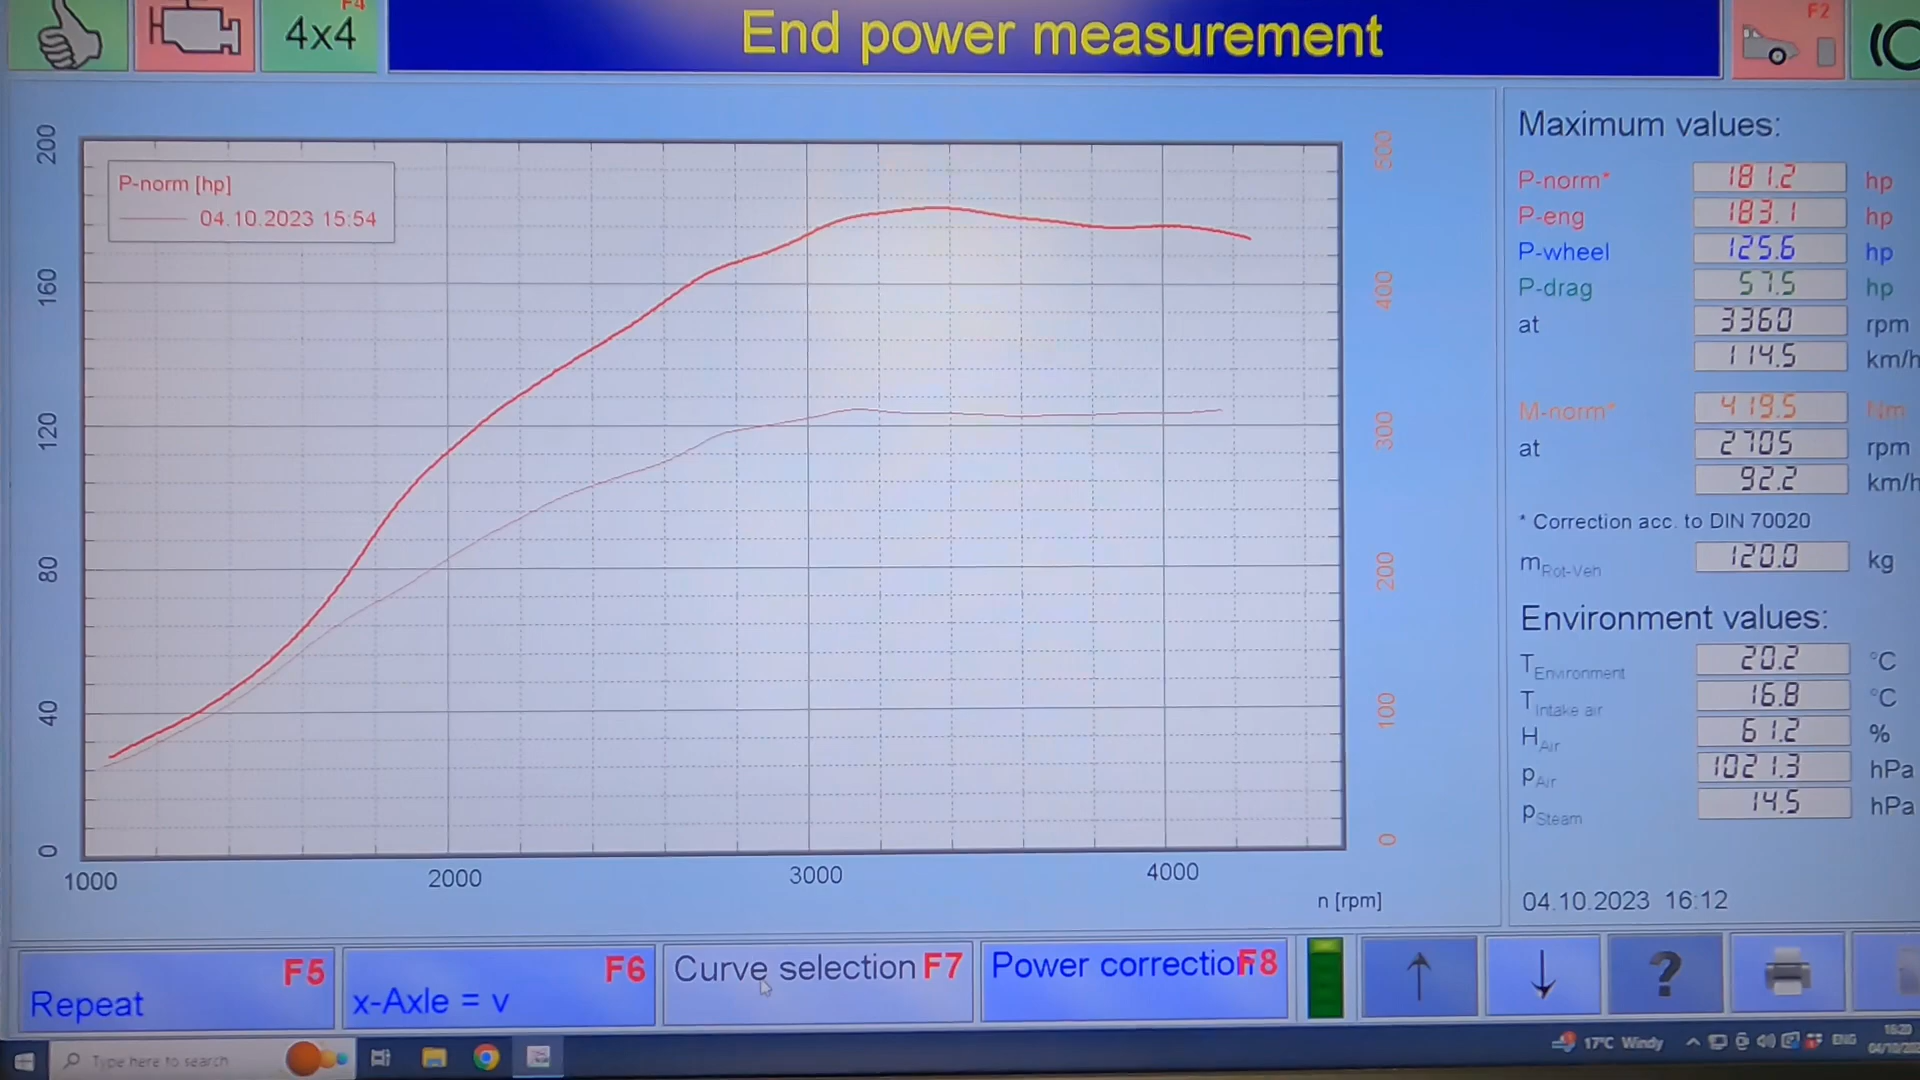 F4
4x4
End power measurement
F2
200
160
120
80
40
0
P-norm [hp]
04.10.2023 15:54
500
400
300
200
100
0
1000
2000
3000
4000
n [rpm]
Maximum values:
P-norm* 181.2 hp
P-eng 183.1 hp
P-wheel 125.6 hp
P-drag 57.5 hp
at 3360 rpm
114.5 km/h
M-norm* 419.5 Nm
at 2705 rpm
92.2 km/h
* Correction acc. to DIN 70020
mRot-Veh 120.0 kg
Environment values:
TEnvironment 20.2 °C
TIntake air 16.8 °C
HAir 61.2 %
pAir 1021.3 hPa
pSteam 14.5 hPa
04.10.2023 16:12
Repeat F5
x-Axle = v F6
Curve selection F7
Power correction F8
?
Type here to search
17°C Windy
ENG
16:20